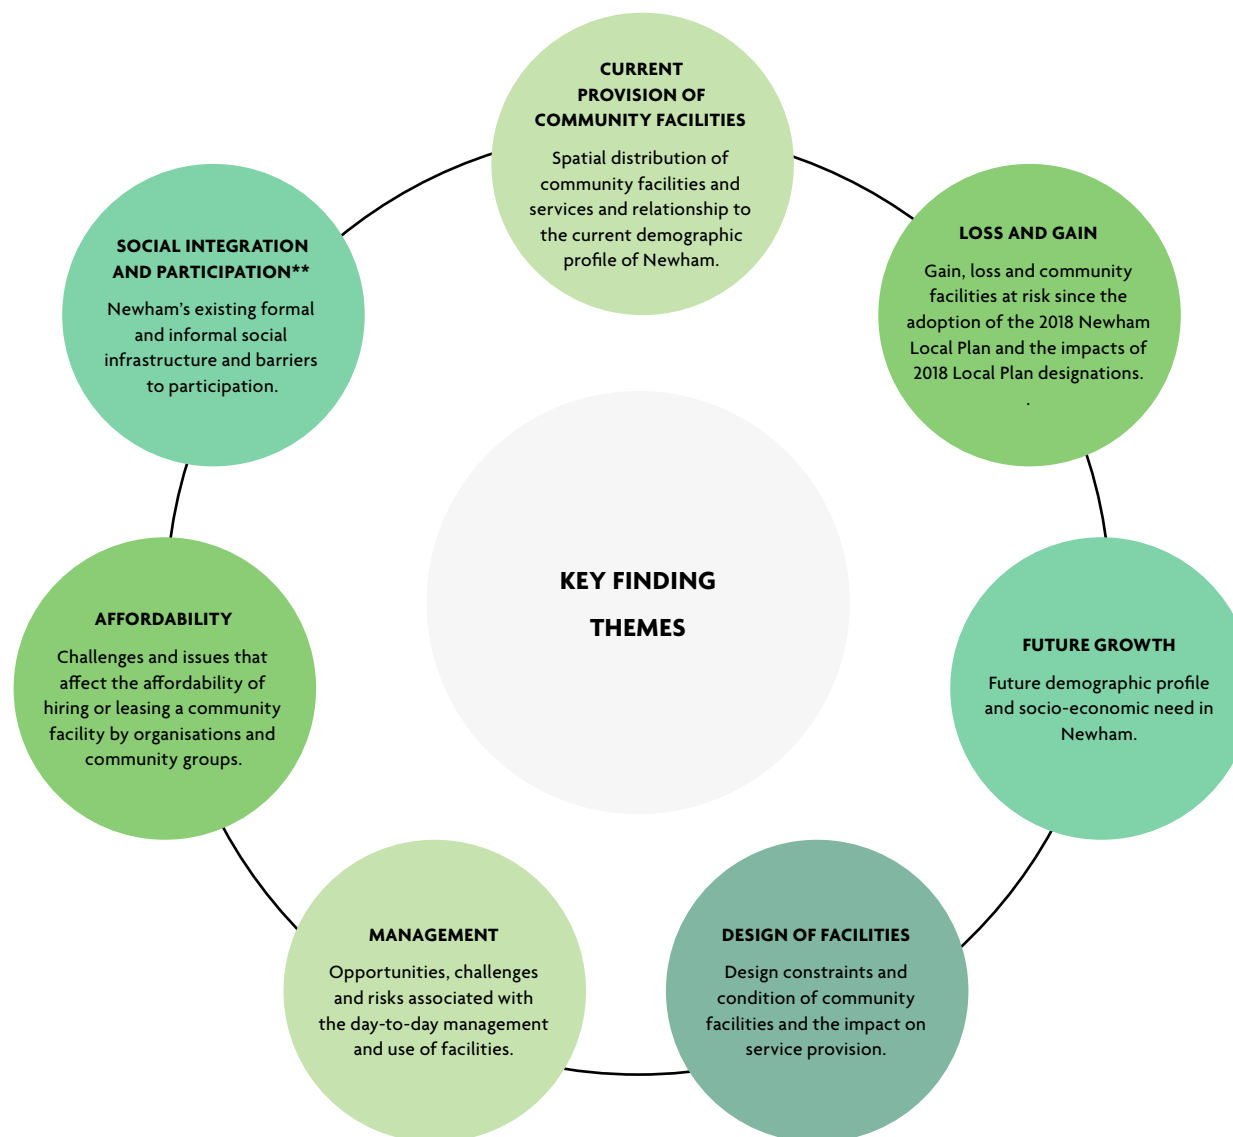 CURRENT
PROVISION OF
COMMUNITY FACILITIES
Spatial distribution of
community facilities and
services and relationship to
the current demographic
profile of Newham.
LOSS AND GAIN
Gain, loss and community
facilities at risk since the
adoption of the 2018 Newham
Local Plan and the impacts of
2018 Local Plan designations.
.
FUTURE GROWTH
Future demographic profile
and socio-economic need in
Newham.
DESIGN OF FACILITIES
Design constraints and
condition of community
facilities and the impact on
service provision.
MANAGEMENT
Opportunities, challenges
and risks associated with
the day-to-day management
and use of facilities.
AFFORDABILITY
Challenges and issues that
affect the affordability of
hiring or leasing a community
facility by organisations and
community groups.
SOCIAL INTEGRATION
AND PARTICIPATION**
Newham's existing formal
and informal social
infrastructure and barriers
to participation.
KEY FINDING
THEMES